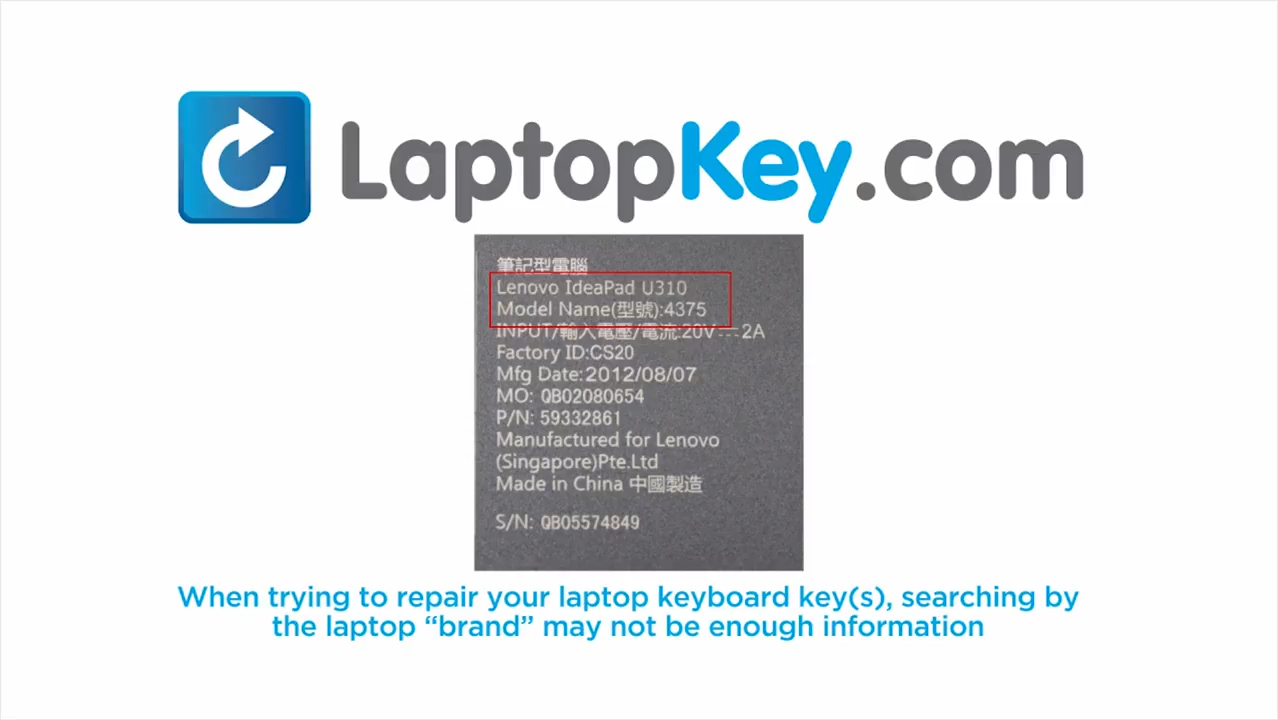 LaptopKey.com
筆記型電腦
Lenovo IdeaPad U310
Model Name(型號):4375
INPUT/輸入電壓/電流:20V⎓2A
Factory ID:CS20
Mfg Date:2012/08/07
MO: QB02080654
P/N: 59332861
Manufactured for Lenovo
(Singapore)Pte.Ltd
Made in China 中國製造
S/N: QB05574849
When trying to repair your laptop keyboard key(s), searching by
the laptop “brand” may not be enough information